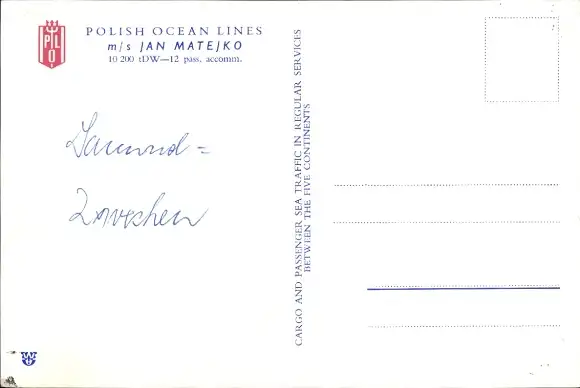 PLO
POLISH OCEAN LINES
m/s JAN MATEJKO
10 200 tDW—12 pass. accomm.
CARGO AND PASSENGER SEA TRAFFIC IN REGULAR SERVICES
BETWEEN THE FIVE CONTINENTS